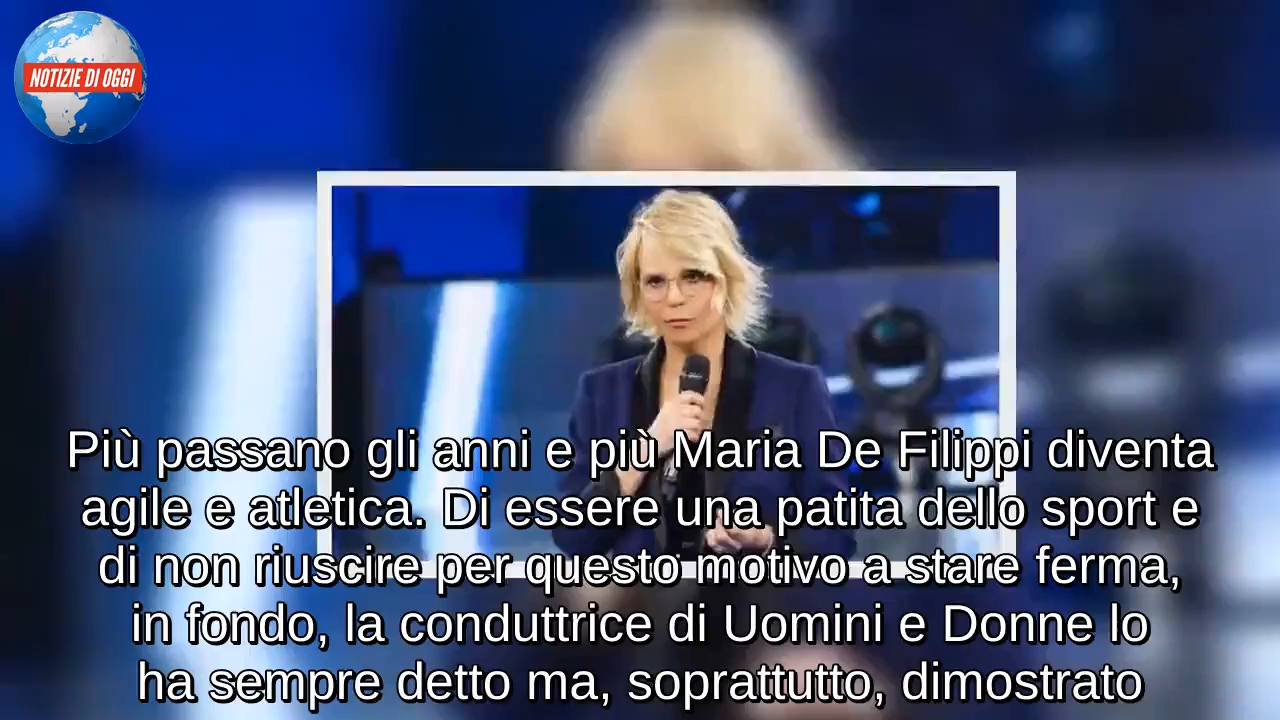 NOTIZIE DI OGGI
Più passano gli anni e più Maria De Filippi diventa
agile e atletica. Di essere una patita dello sport e
di non riuscire per questo motivo a stare ferma,
in fondo, la conduttrice di Uomini e Donne lo
ha sempre detto ma, soprattutto, dimostrato